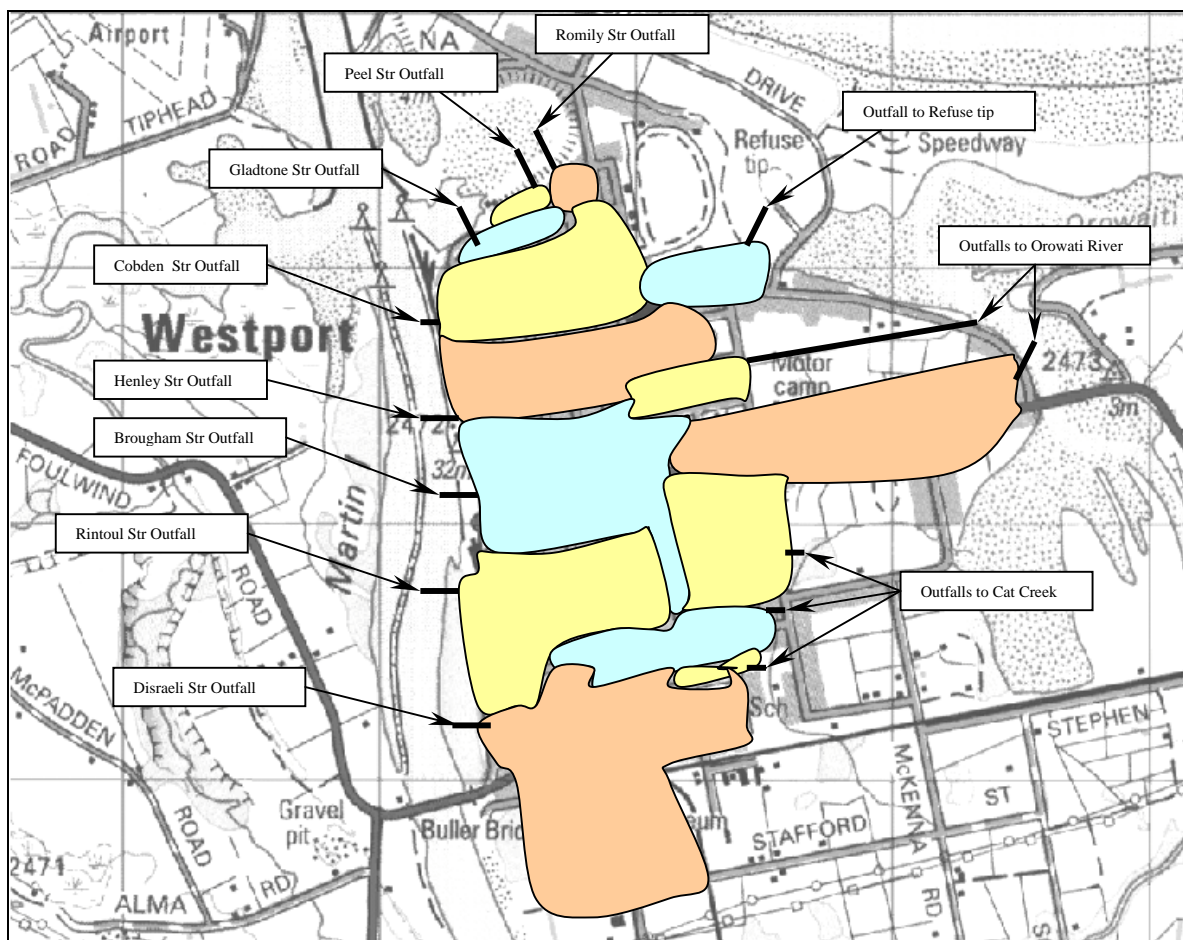 Airport
NA
Romily Str Outfall
Peel Str Outfall
DRIVE
Outfall to Refuse tip
ROAD
TIPHEAD
Refuse
tip
Speedway
Gladtone Str Outfall
Orowaiti
Outfalls to Orowati River
Cobden Str Outfall
Westport
Motor
camp
2473
3m
Henley Str Outfall
2472
Brougham Str Outfall
32m
FOULWIND
ROAD
Martin
Rintoul Str Outfall
Outfalls to Cat Creek
McPADDEN
ROAD
Disraeli Str Outfall
Sch
STEPHEN
McKENNA
RD
ST
STAFFORD
Gravel
pit
Buller Bri
eum
2471
ALMA
RD